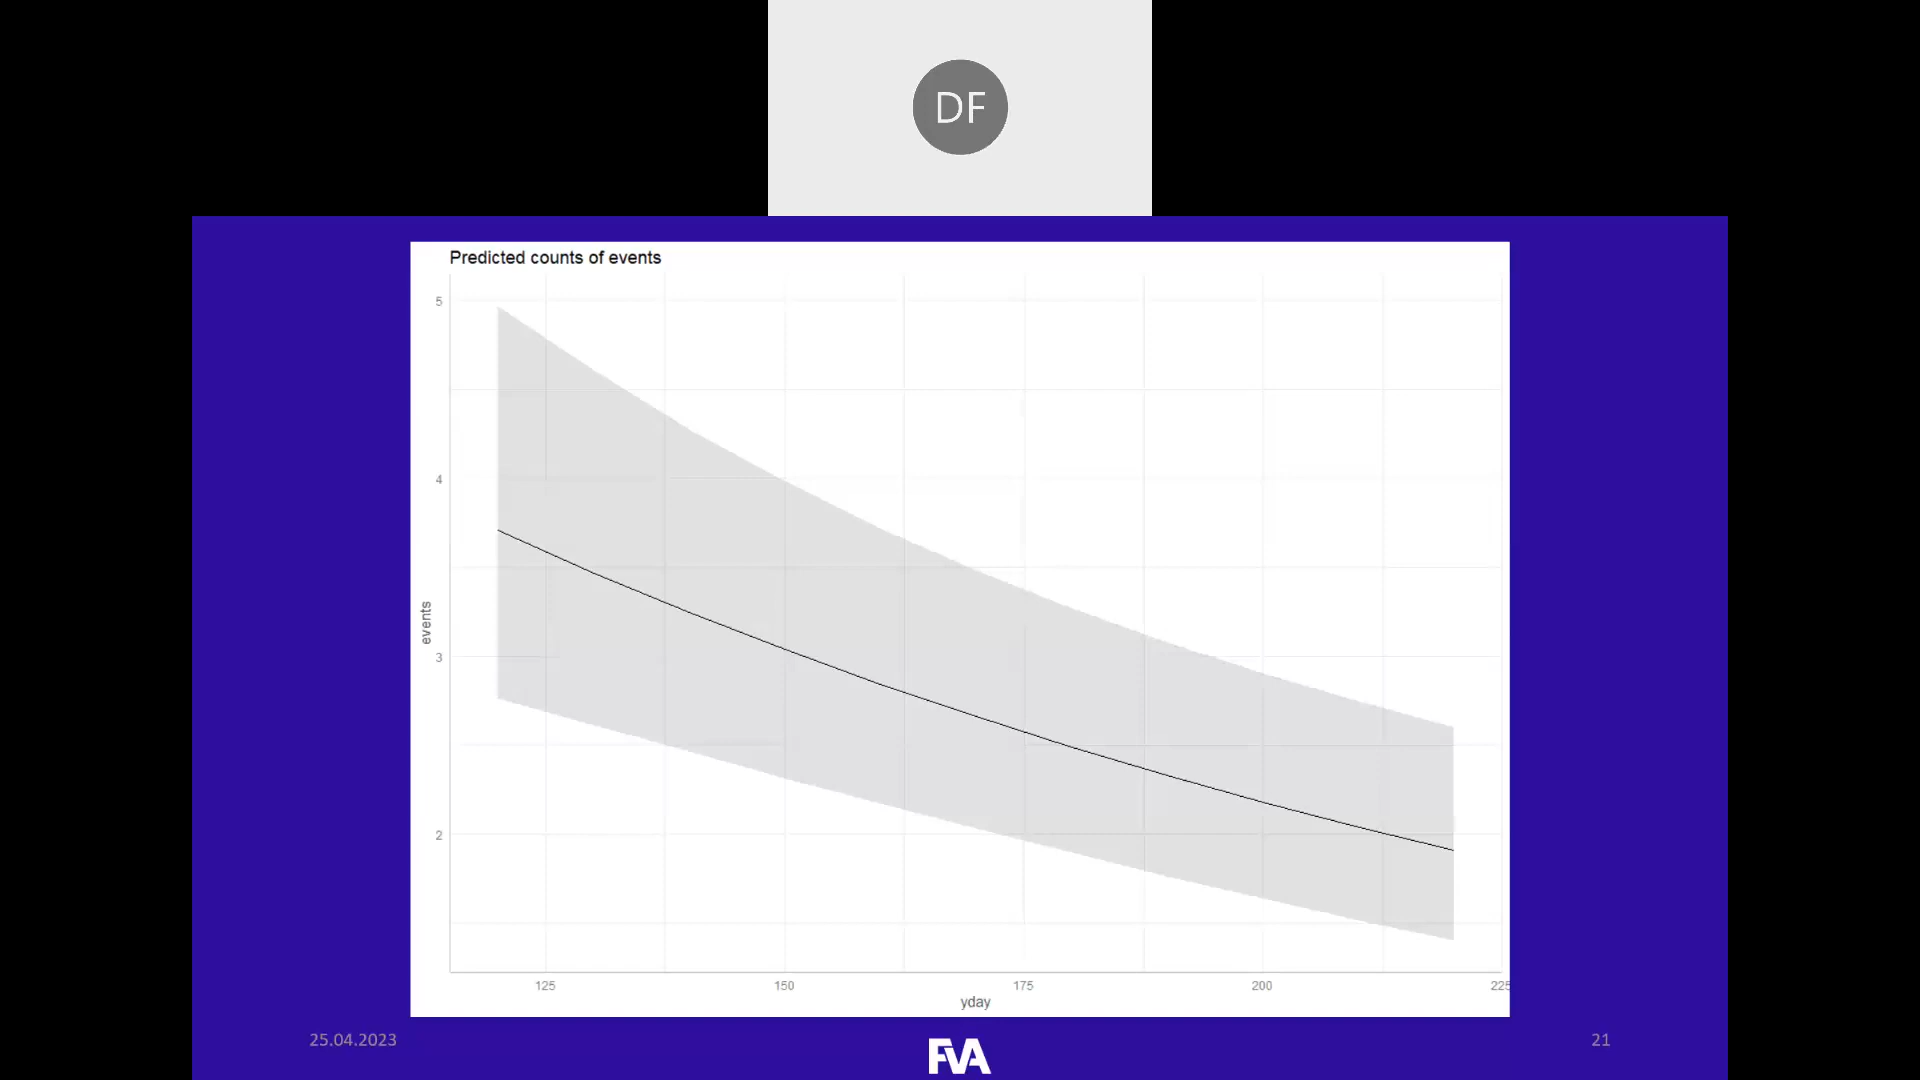 DF
Predicted counts of events
5
4
3
2
events
125 150 175 200 225
yday
25.04.2023
FVA
21